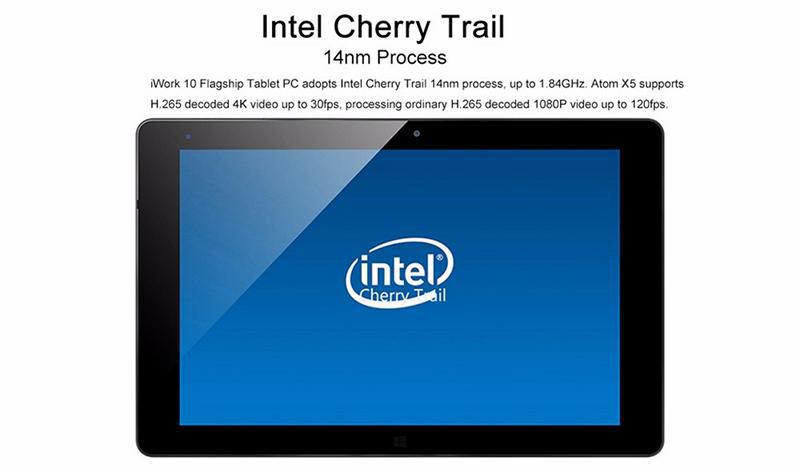 Intel Cherry Trail
14nm Process
iWork 10 Flagship Tablet PC adopts Intel Cherry Trail 14nm process, up to 1.84GHz. Atom X5 supports
H.265 decoded 4K video up to 30fps, processing ordinary H.265 decoded 1080P video up to 120fps.
intel®
Cherry Trail